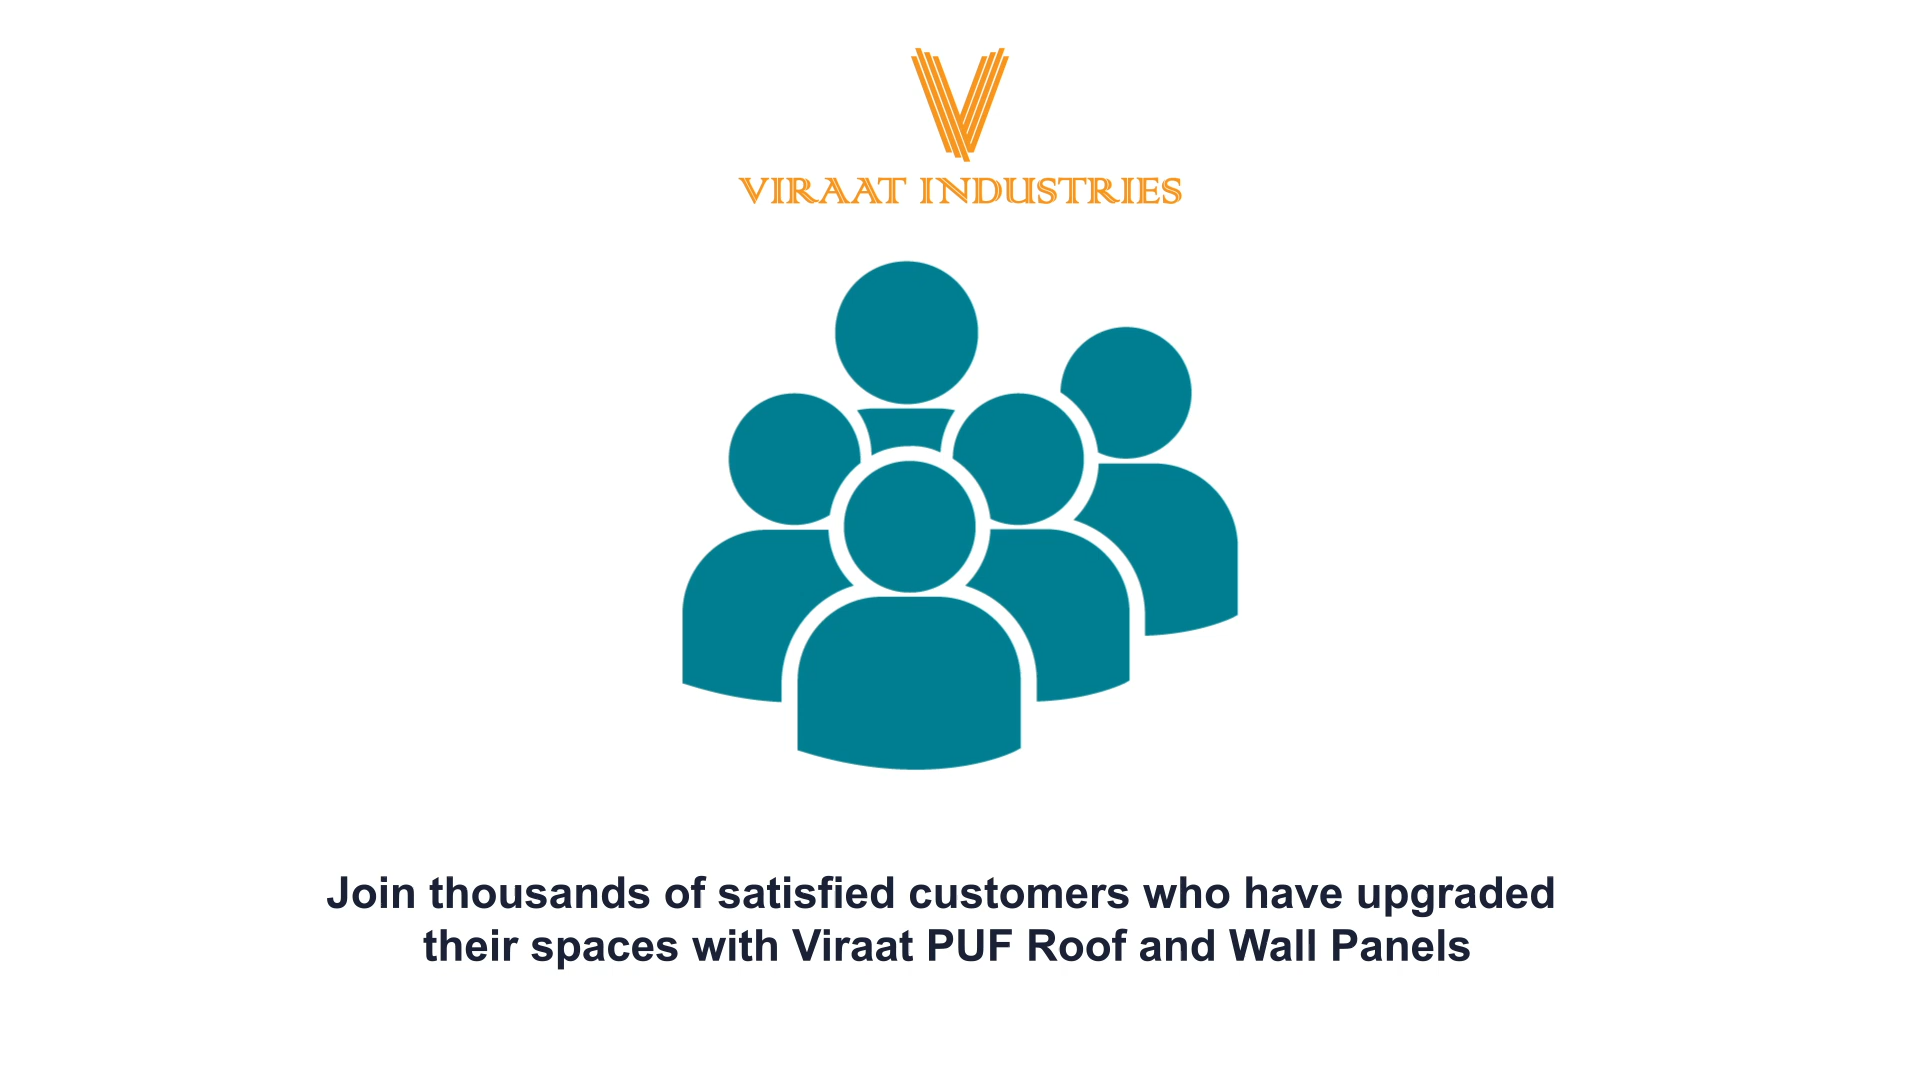 VIRAAT INDUSTRIES
Join thousands of satisfied customers who have upgraded
their spaces with Viraat PUF Roof and Wall Panels